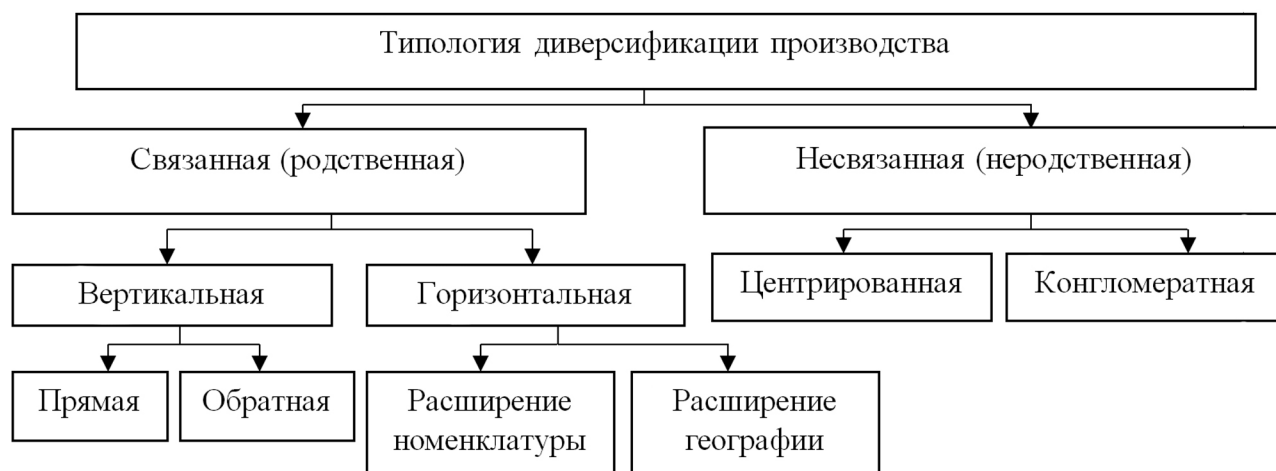 Типология диверсификации производства
Связанная (родственная)
Несвязанная (неродственная)
Вертикальная
Горизонтальная
Центрированная
Конгломератная
Прямая
Обратная
Расширение
номенклатуры
Расширение
географии